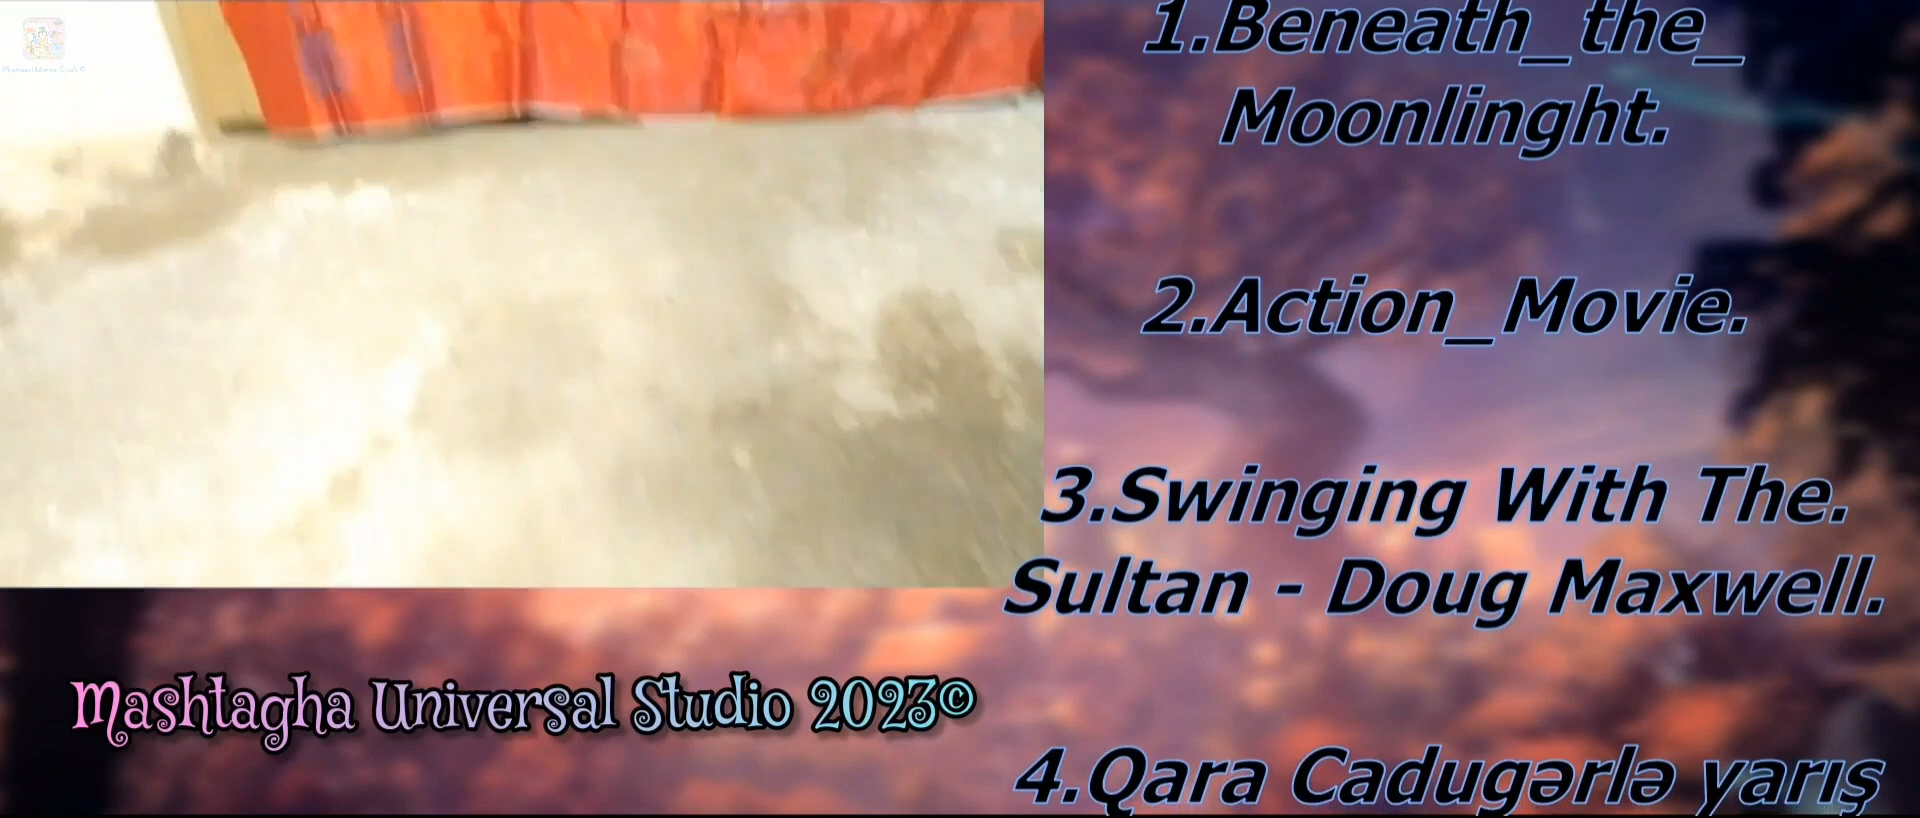 1.Beneath_the_
Moonlinght.
2.Action_Movie.
3.Swinging With The.
Sultan - Doug Maxwell.
Mashtagha Universal Studio 2023©
4.Qara Cadugərlə yarış